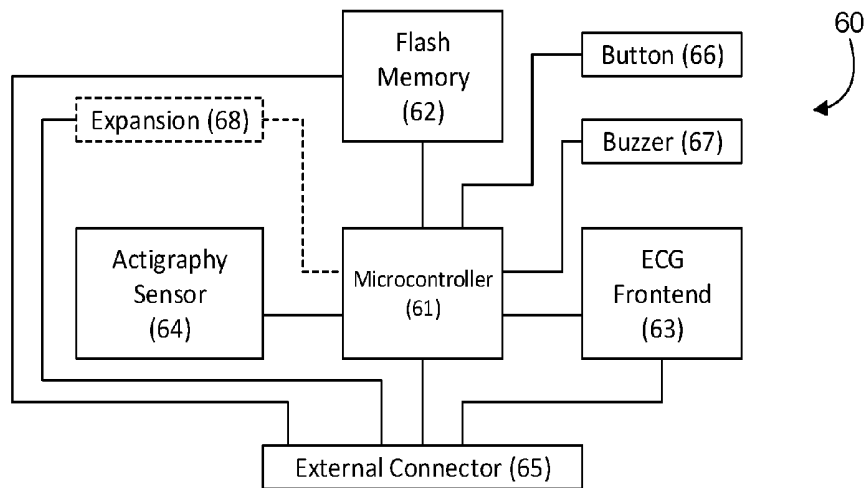 60
Flash
Memory
(62)
Button (66)
Expansion (68)
Buzzer (67)
Actigraphy
Sensor
(64)
Microcontroller
(61)
ECG
Frontend
(63)
External Connector (65)